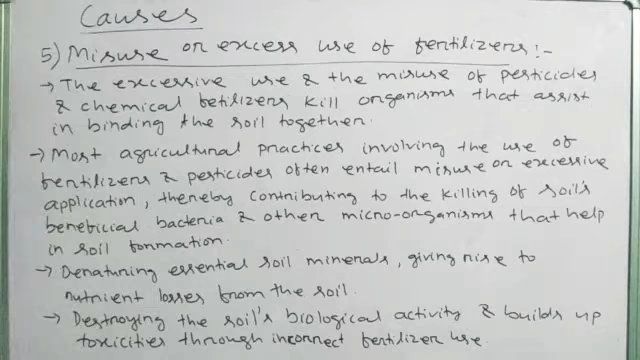 Causes
5) Misuse or excess use of fertilizers:-
→ The excessive use & the misuse of pesticides
& chemical fetilizers kill organisms that assist
in binding the soil together.
→ Most agricultural practices involving the use of
fertilizers & pesticides often entail misuse or excessive
application, thereby contributing to the killing of soil's
beneficial bacteria & other micro-organisms that help
in soil formation.
→ Denaturing essential soil minerals, giving rise to
nutrient losses from the soil.
→ Destroying the soil's biological activity & builds up
toxicities through incorrect fertilizer use.